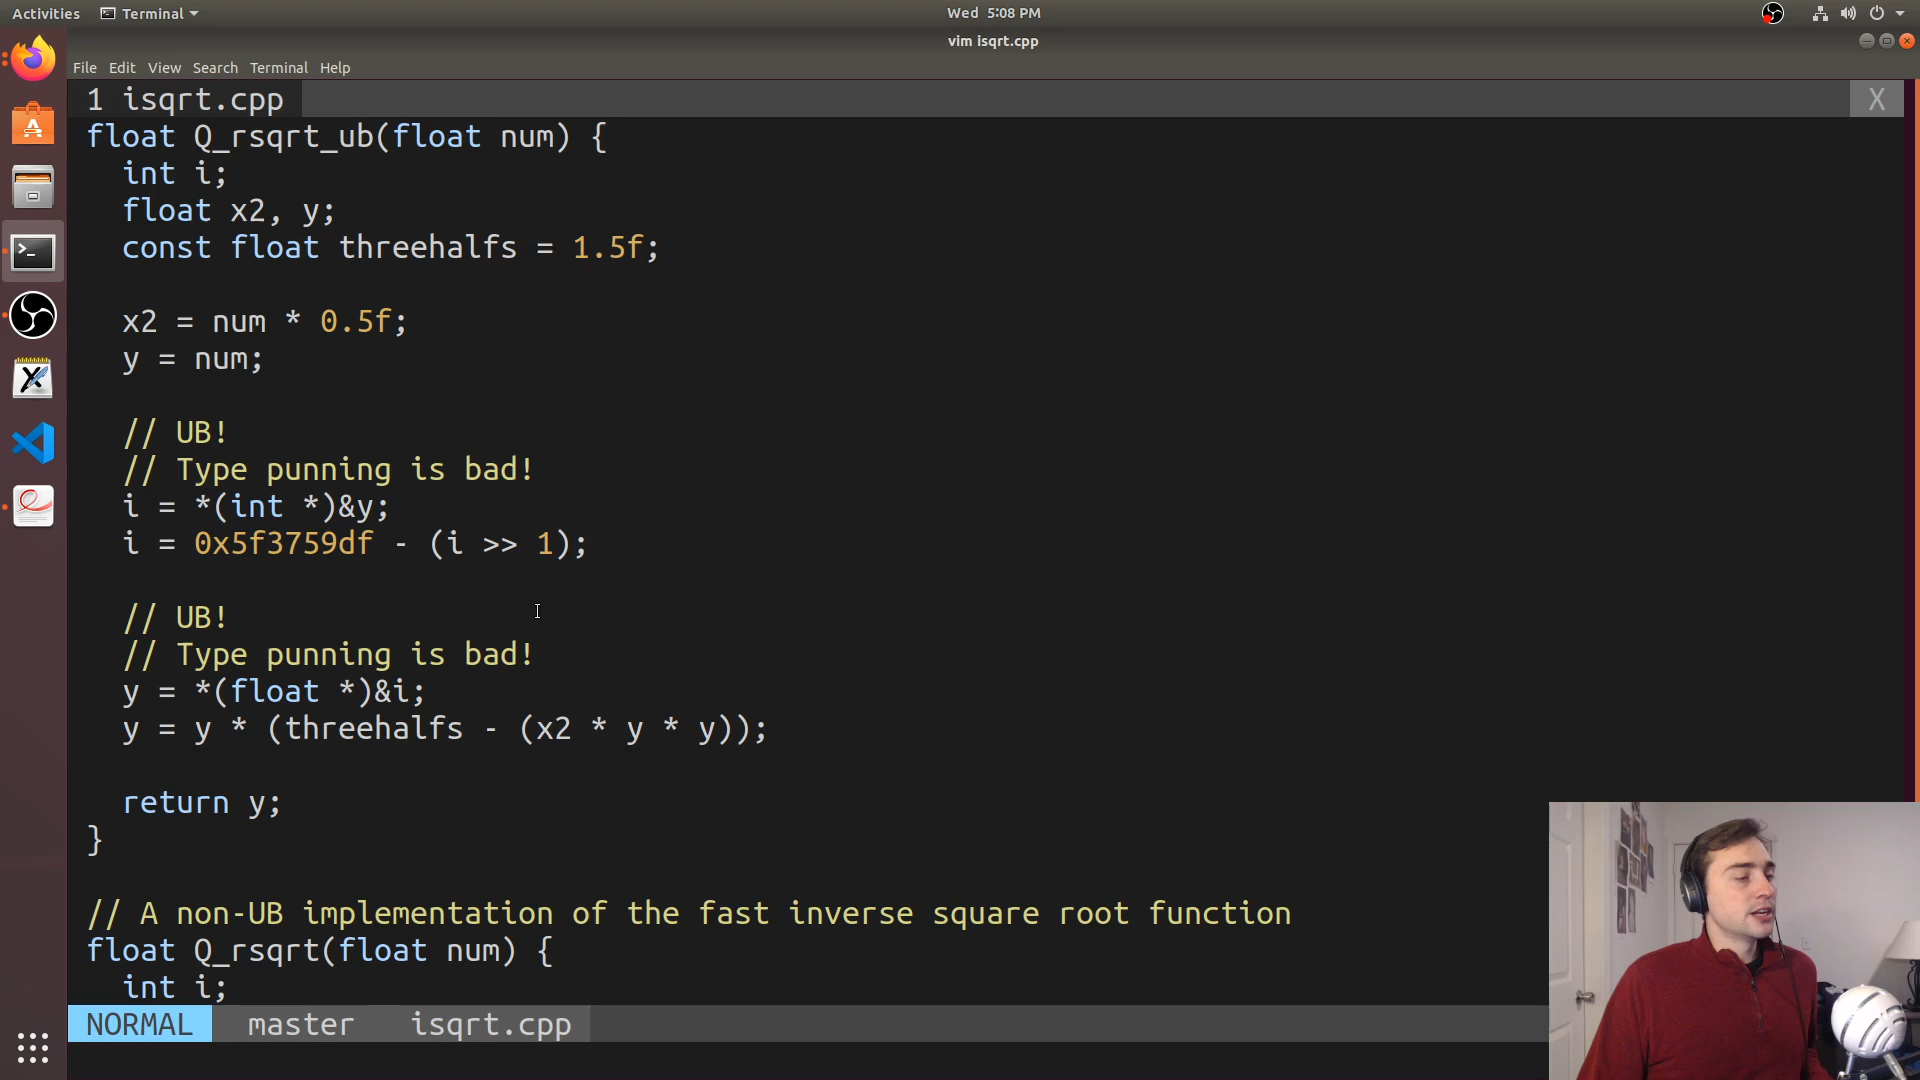 Activities Terminal Wed 5:08 PM
vim isqrt.cpp
File Edit View Search Terminal Help
1 isqrt.cpp X
float Q_rsqrt_ub(float num) {
  int i;
  float x2, y;
  const float threehalfs = 1.5f;

  x2 = num * 0.5f;
  y = num;

  // UB!
  // Type punning is bad!
  i = *(int *)&y;
  i = 0x5f3759df - (i >> 1);

  // UB!
  // Type punning is bad!
  y = *(float *)&i;
  y = y * (threehalfs - (x2 * y * y));

  return y;
}

// A non-UB implementation of the fast inverse square root function
float Q_rsqrt(float num) {
  int i;
NORMAL master isqrt.cpp